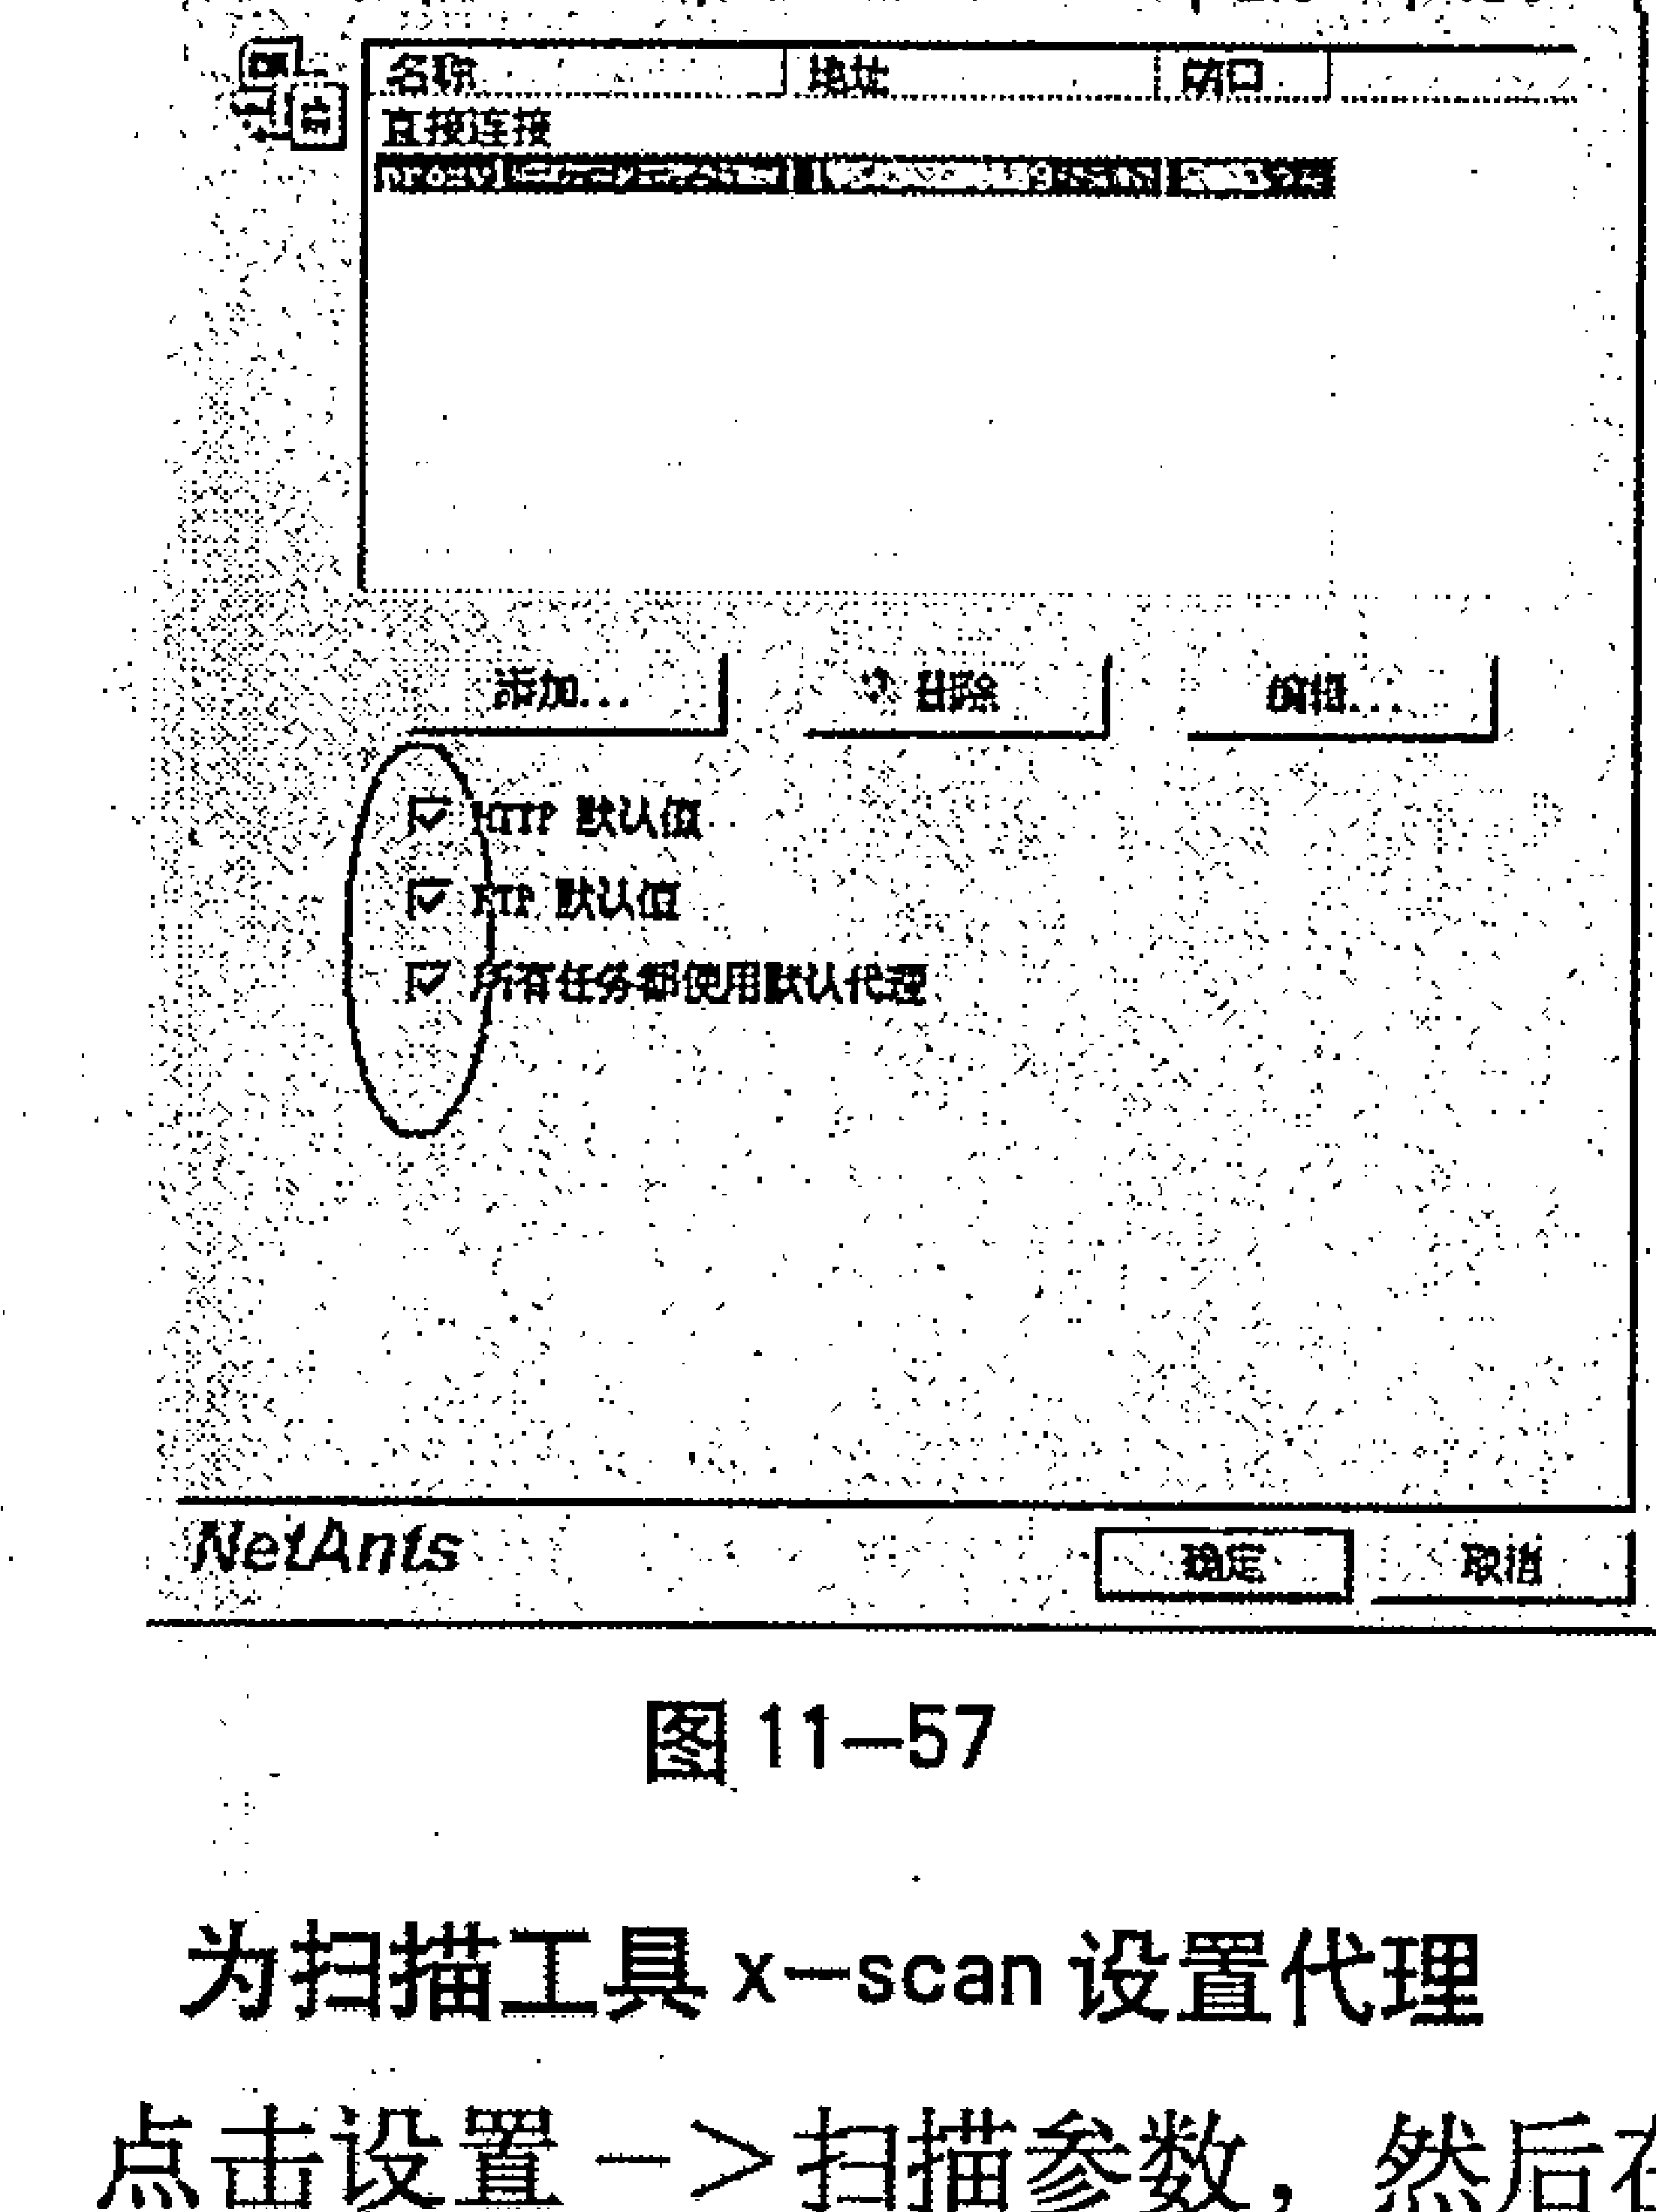 名称 地址 端口
直接连接
添加... 删除 编辑...
HTTP 默认值
FTP 默认值
所有任务都使用默认代理
NetAnts 确定 取消
图 11-57
为扫描工具 x-scan 设置代理
点击设置->扫描参数，然后在